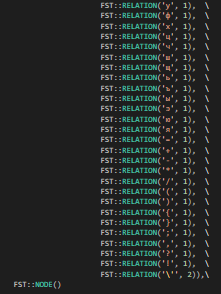 FST::RELATION('у', 1), \
FST::RELATION('ф', 1), \
FST::RELATION('х', 1), \
FST::RELATION('ц', 1), \
FST::RELATION('ч', 1), \
FST::RELATION('ш', 1), \
FST::RELATION('щ', 1), \
FST::RELATION('ь', 1), \
FST::RELATION('ъ', 1), \
FST::RELATION('ы', 1), \
FST::RELATION('э', 1), \
FST::RELATION('ю', 1), \
FST::RELATION('я', 1), \
FST::RELATION('=', 1), \
FST::RELATION('+', 1), \
FST::RELATION('-', 1), \
FST::RELATION('*', 1), \
FST::RELATION('/', 1), \
FST::RELATION('(', 1), \
FST::RELATION(')', 1), \
FST::RELATION('{', 1), \
FST::RELATION('}', 1), \
FST::RELATION(';', 1), \
FST::RELATION(',', 1), \
FST::RELATION('?', 1), \
FST::RELATION('!', 1), \
FST::RELATION('\'', 2)),\
FST::NODE()